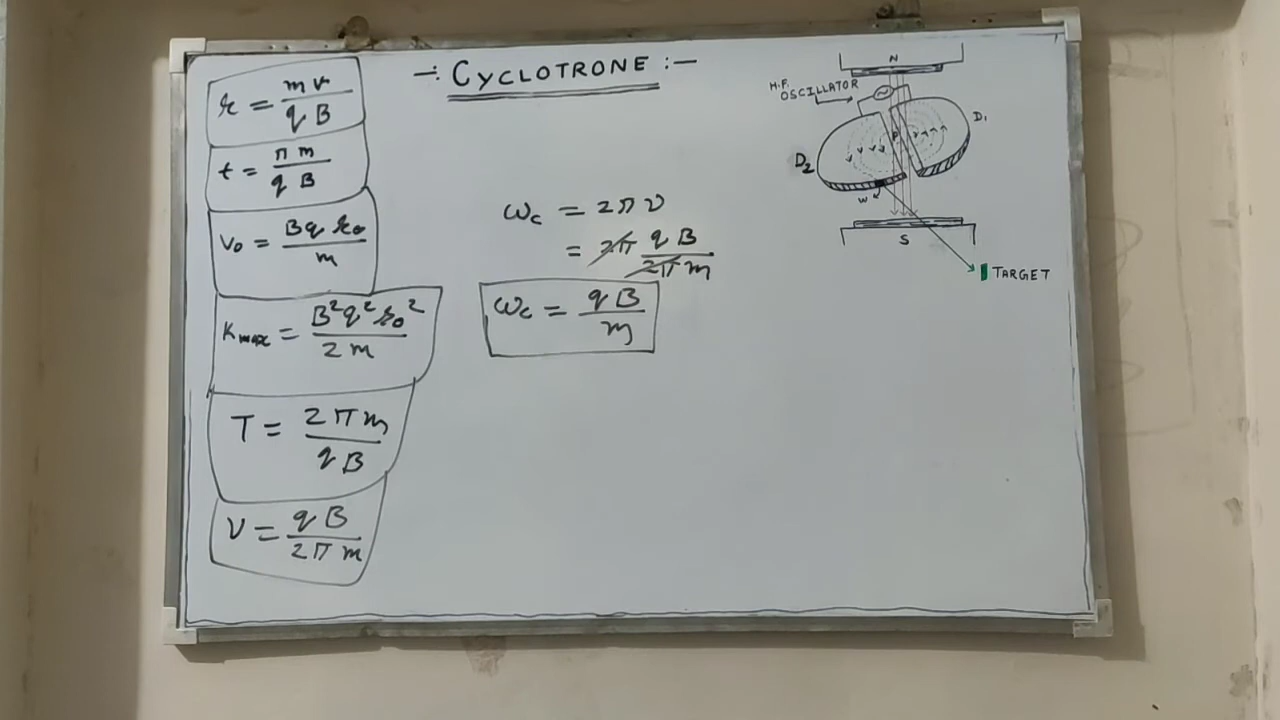 -: CYCLOTRONE :-
r = mv / qB
t = πm / qB
v₀ = Bqr₀ / m
Kmax = B²q²r₀² / 2m
T = 2πm / qB
ν = qB / 2πm
ωc = 2πν
= 2π qB / 2πm
ωc = qB / m
N
H.F.
OSCILLATOR
D₁
P
D₂
W
S
TARGET